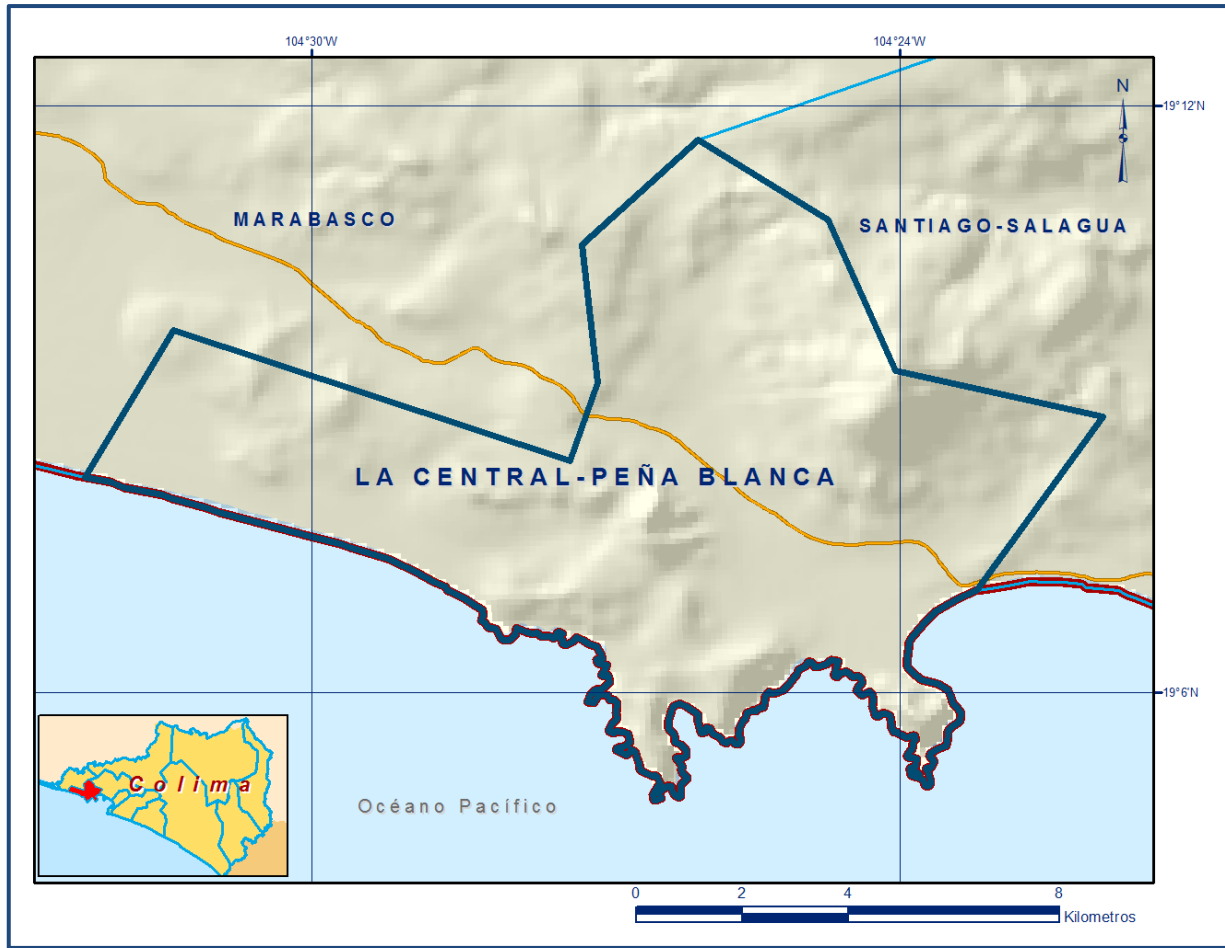 104°30'W
104°24'W
N
19°12'N
MARABASCO
SANTIAGO-SALAGUA
LA CENTRAL-PEÑA BLANCA
19°6'N
Colima
Océano Pacífico
0 2 4 8
Kilometros